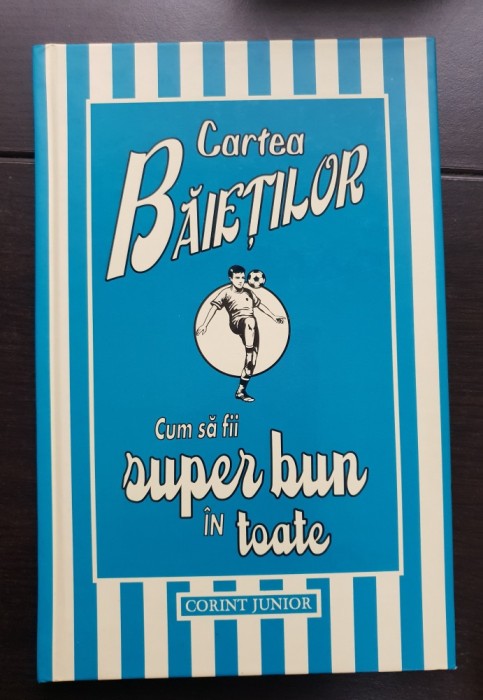 Cartea
BĂIEȚILOR
Cum să fii
super bun
ÎN toate
CORINT JUNIOR